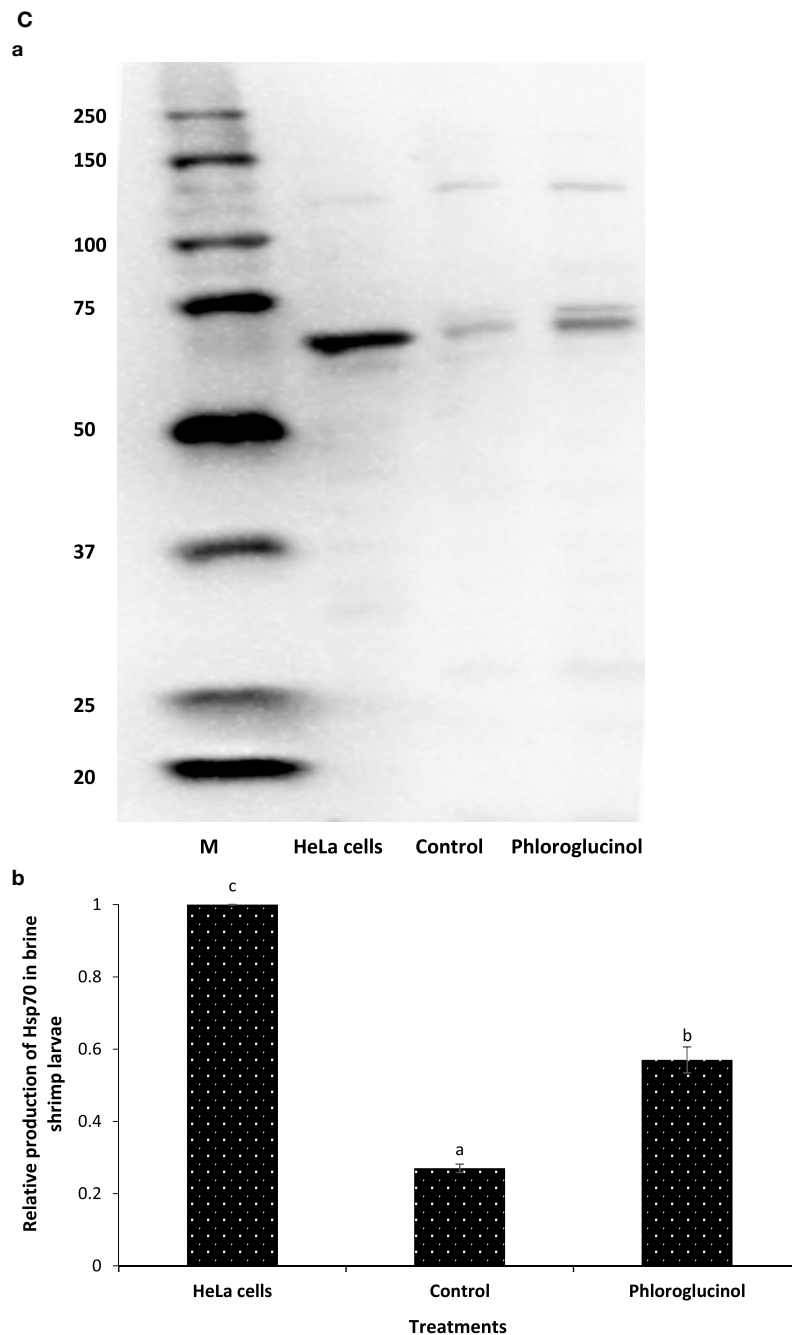 C
a
250
150
100
75
50
37
25
20
M HeLa cells Control Phloroglucinol
b
Relative production of Hsp70 in brine
shrimp larvae
1
0.8
0.6
0.4
0.2
0
c
a
b
HeLa cells Control Phloroglucinol
Treatments